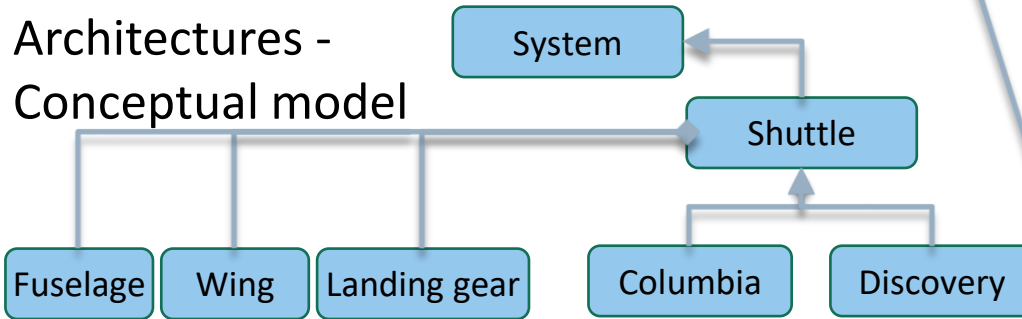 Architectures -
Conceptual model
System
Shuttle
Fuselage
Wing
Landing gear
Columbia
Discovery